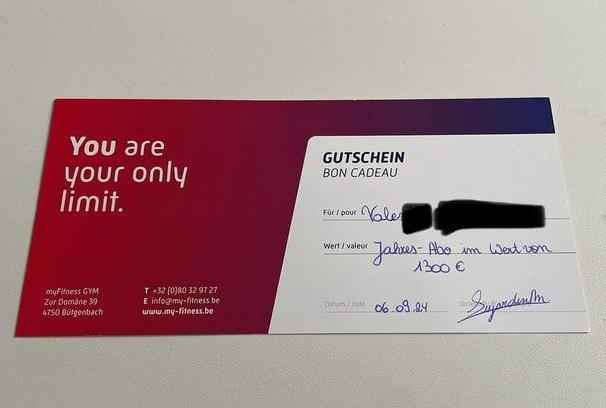 You are
your only
limit.
myFitness GYM
Zur Domäne 39
4750 Bütgenbach
T +32 [0]80 32 97 27
E info@my-fitness.be
www.my-fitness.be
GUTSCHEIN
BON CADEAU
Für / pour Vale
Wert / valeur Jahres-Abo im Wert von
1300 €
Datum / date 06.09.24